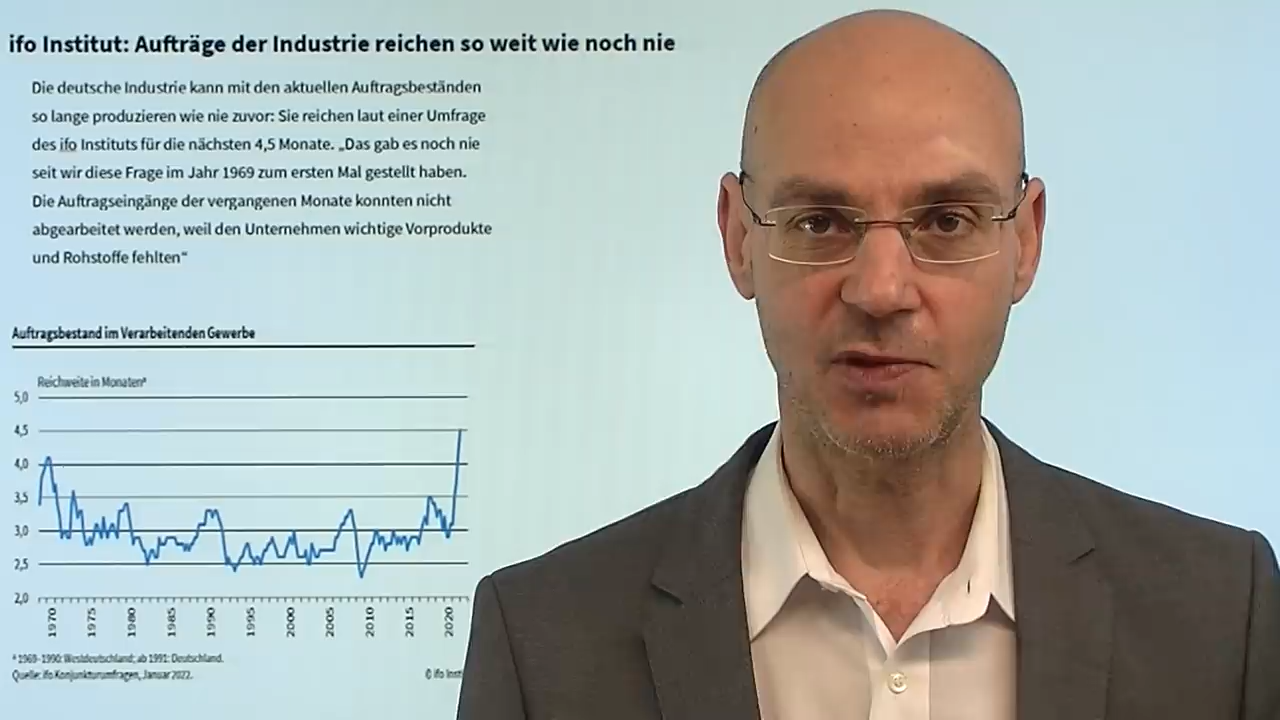 ifo Institut: Aufträge der Industrie reichen so weit wie noch nie
Die deutsche Industrie kann mit den aktuellen Auftragsbeständen
so lange produzieren wie nie zuvor: Sie reichen laut einer Umfrage
des ifo Instituts für die nächsten 4,5 Monate. „Das gab es noch nie
seit wir diese Frage im Jahr 1969 zum ersten Mal gestellt haben.
Die Auftragseingänge der vergangenen Monate konnten nicht
abgearbeitet werden, weil den Unternehmen wichtige Vorprodukte
und Rohstoffe fehlten“
Auftragsbestand im Verarbeitenden Gewerbe
Reichweite in Monatenª
5,0
4,5
4,0
3,5
3,0
2,5
2,0
1970 1975 1980 1985 1990 1995 2000 2005 2010 2015 2020
ª 1969-1990: Westdeutschland; ab 1991: Deutschland.
Quelle: ifo Konjunkturumfragen, Januar 2022.
© ifo Inst